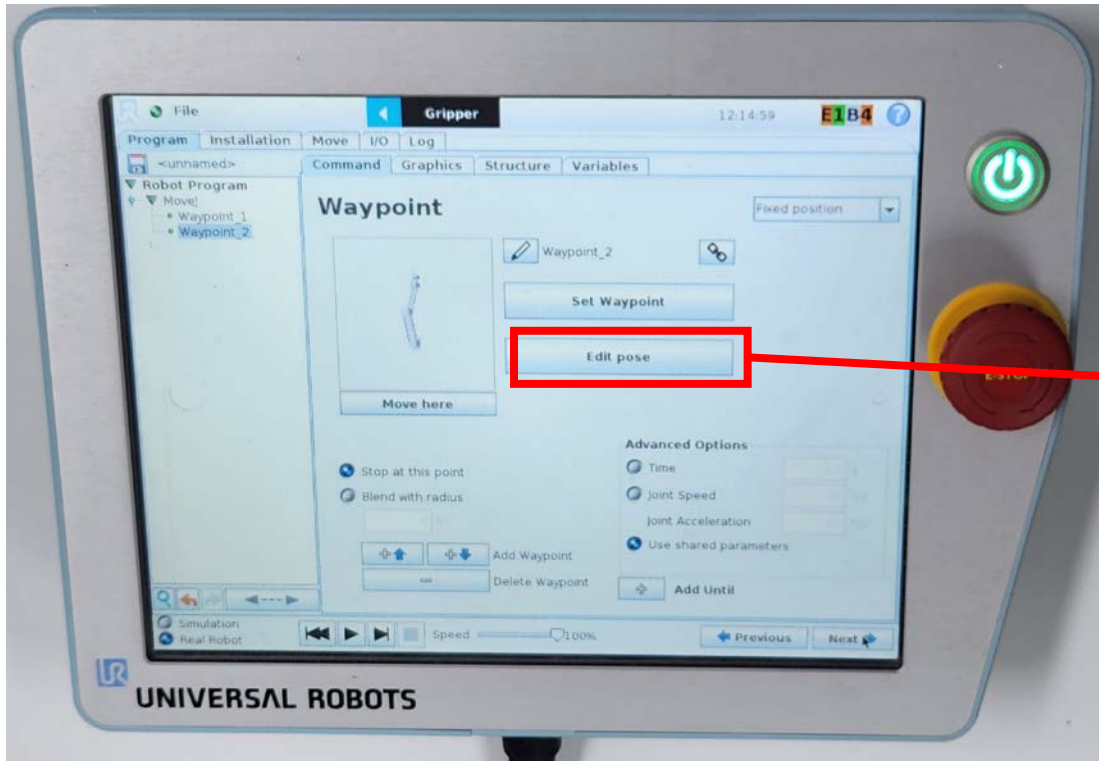 File
Gripper
12:14:59
E1B4
?
Program Installation Move I/O Log
<unnamed>
Command Graphics Structure Variables
Robot Program
MoveJ
Waypoint_1
Waypoint_2
Waypoint
Fixed position
Waypoint_2
Set Waypoint
Edit pose
Move here
Advanced Options
Stop at this point
Time
Blend with radius
Joint Speed
Joint Acceleration
Use shared parameters
Add Waypoint
Delete Waypoint
Add Until
Simulation
Real Robot
Speed
100%
Previous
Next
UR
UNIVERSAL ROBOTS